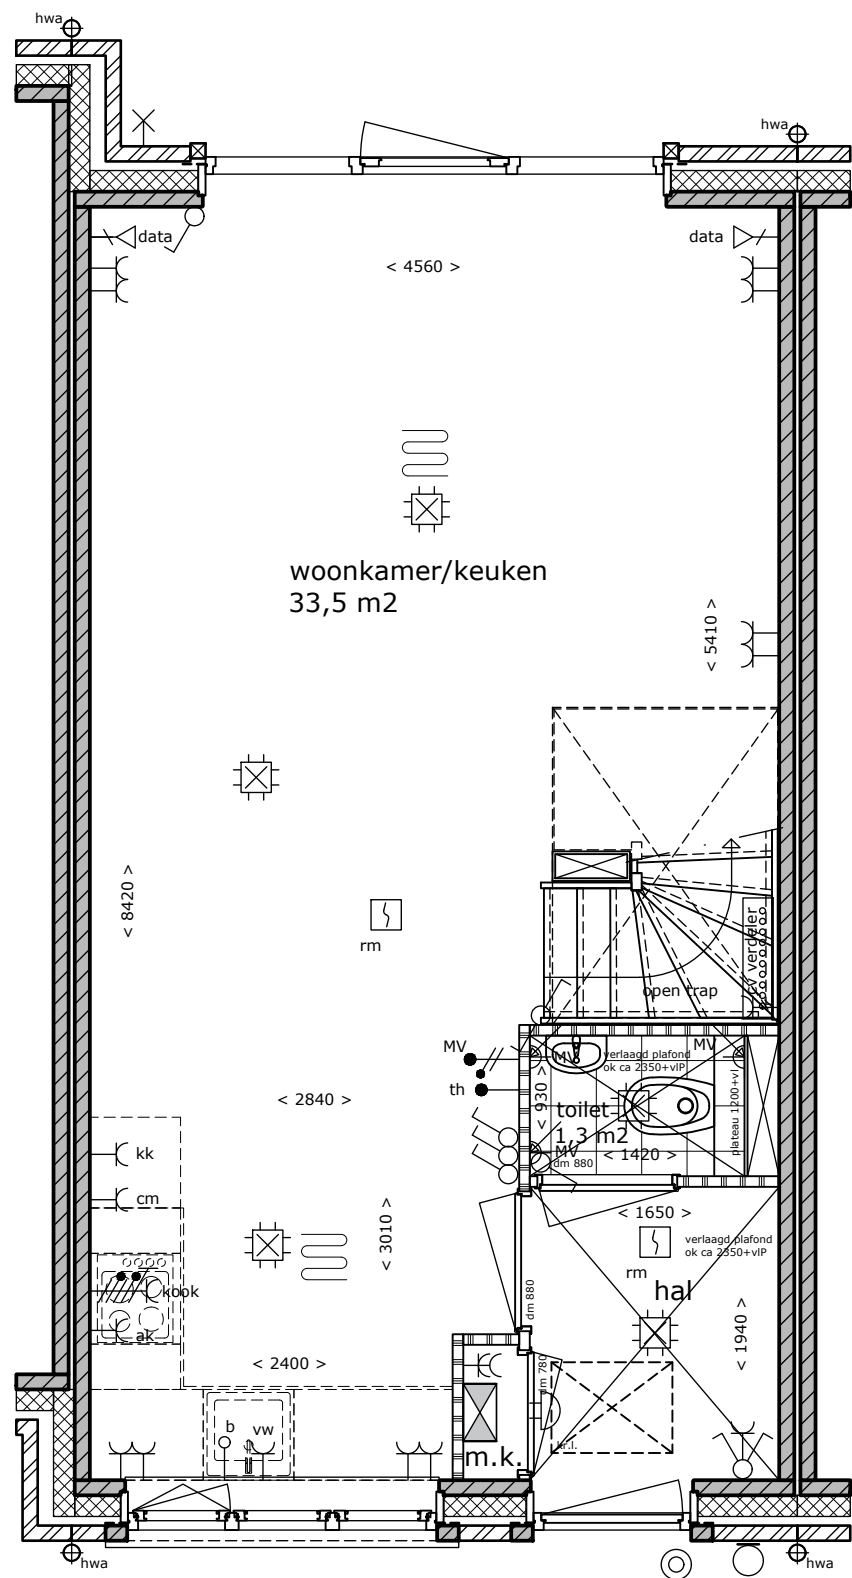 hwa
hwa
data
data
< 4560 >
woonkamer/keuken
33,5 m2
< 5410 >
< 8420 >
rm
cv verdeler
open trap
MV
MV
MV
verlaagd plafond
ok ca 2350+vlP
th
< 930 >
toilet
1,3 m2
plateau 1200+vl
< 2840 >
MV
dm 880
< 1420 >
kk
cm
< 1650 >
verlaagd plafond
ok ca 2350+vlP
rm
hal
< 3010 >
kook
ak
dm 880
< 1940 >
< 2400 >
dm 780
b
vw
m.k.
kr.l.
hwa
hwa